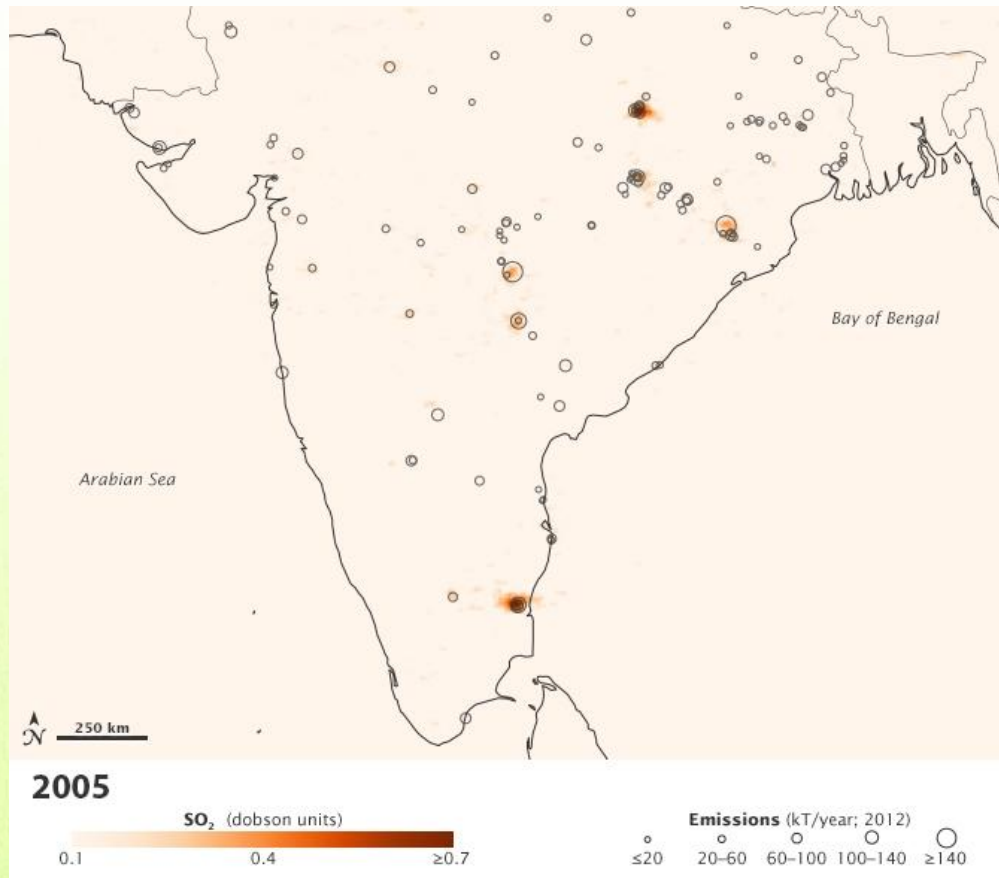 Bay of Bengal
Arabian Sea
N
250 km
2005
SO₂ (dobson units)
0.1 0.4 ≥0.7
Emissions (kT/year; 2012)
≤20 20–60 60–100 100–140 ≥140